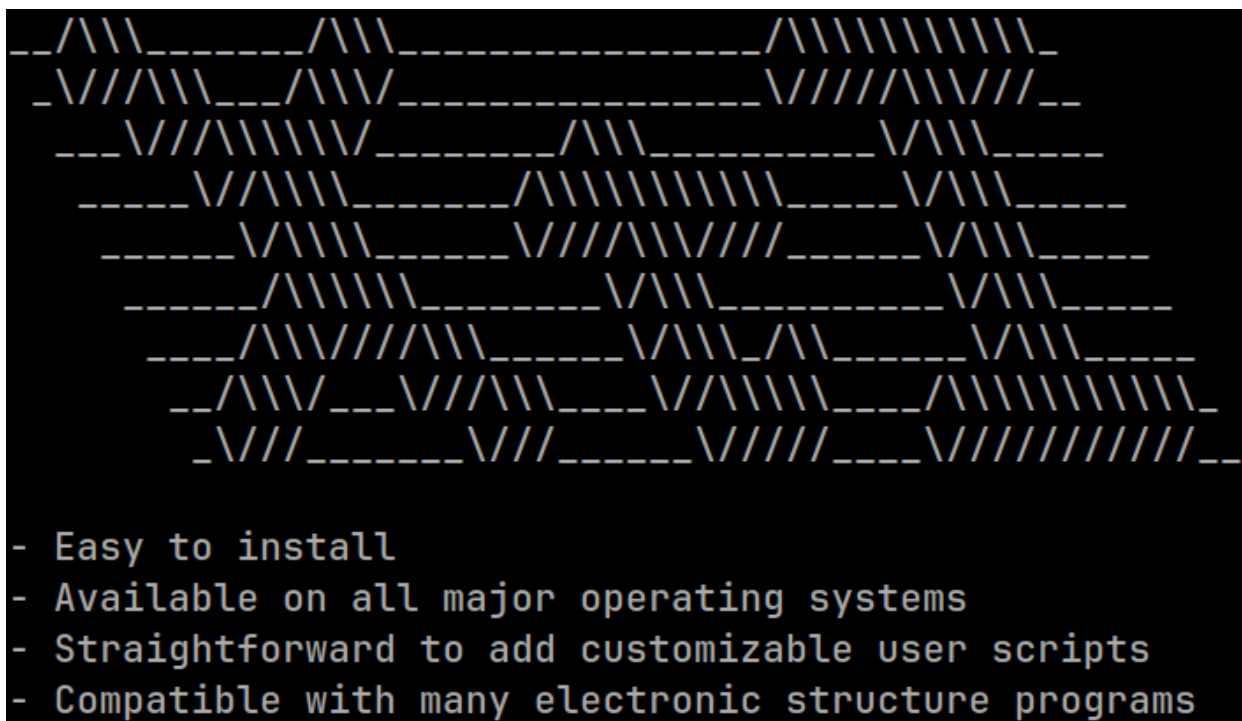 XtI
- Easy to install
- Available on all major operating systems
- Straightforward to add customizable user scripts
- Compatible with many electronic structure programs